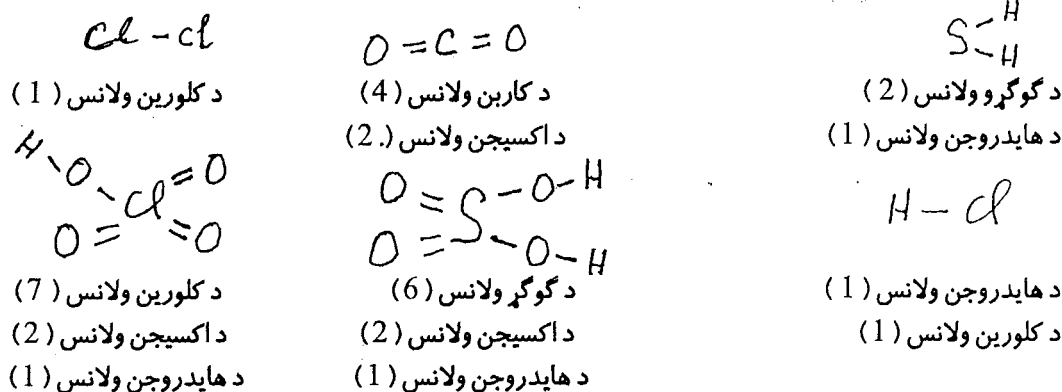 Cl - Cl
O = C = O
S - H
- H
د کلورین ولانس ( 1 )
د کاربن ولانس ( 4 )
د گوگړو ولانس ( 2 )
د اکسیجن ولانس ( 2. )
د هایدروجن ولانس ( 1 )
H - O - Cl = O
O =
= O
O = S - O - H
O =
- O - H
H - Cl
د کلورین ولانس ( 7 )
د گوگړ ولانس ( 6 )
د هایدروجن ولانس ( 1 )
د اکسیجن ولانس ( 2 )
د اکسیجن ولانس ( 2 )
د کلورین ولانس ( 1 )
د هایدروجن ولانس ( 1 )
د هایدروجن ولانس ( 1 )